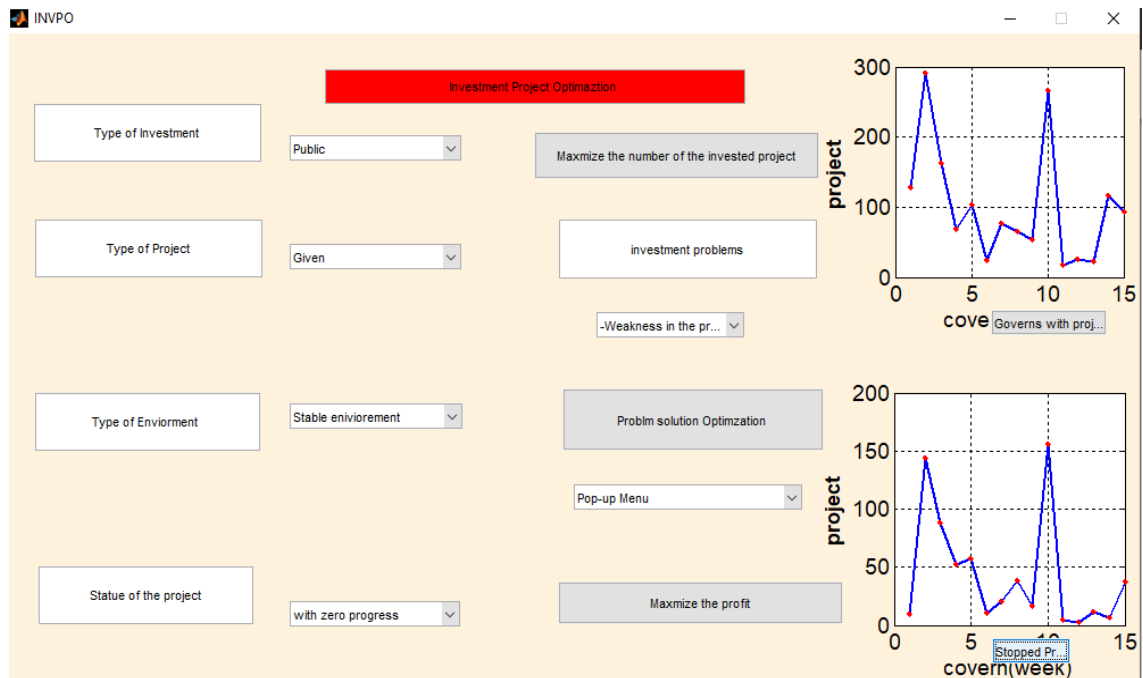 INVPO
Investment Project Optimaztion
Type of Investment
Public
Maxmize the number of the invested project
Type of Project
Given
investment problems
-Weakness in the pr...
Type of Enviorment
Stable eniviorement
Problm solution Optimzation
Pop-up Menu
Statue of the project
with zero progress
Maxmize the profit
project
300
200
100
0
0 5 10 15
cove
Governs with proj...
project
200
150
100
50
0
0 5 10 15
Stopped Pr...
covern(week)